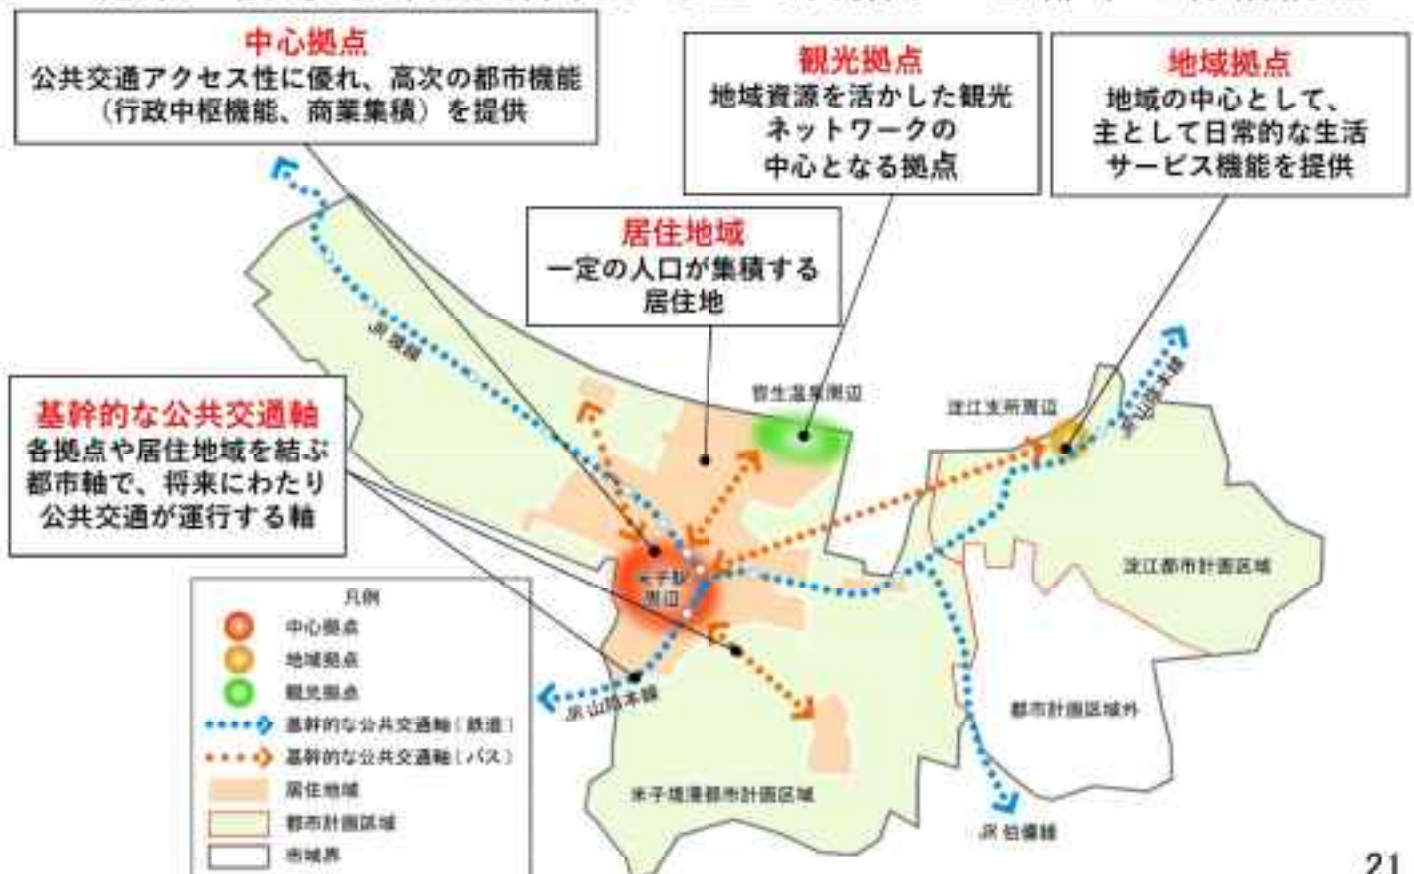 中心拠点
公共交通アクセス性に優れ、高次の都市機能
（行政中枢機能、商業集積）を提供
観光拠点
地域資源を活かした観光
ネットワークの
中心となる拠点
地域拠点
地域の中心として、
主として日常的な生活
サービス機能を提供
居住地域
一定の人口が集積する
居住地
基幹的な公共交通軸
各拠点や居住地域を結ぶ
都市軸で、将来にわたり
公共交通が運行する軸
JR境線
皆生温泉周辺
淀江支所周辺
JR山陰本線
米子駅
周辺
淀江都市計画区域
都市計画区域外
JR山陰本線
米子境港都市計画区域
JR伯備線
凡例
中心拠点
地域拠点
観光拠点
基幹的な公共交通軸（鉄道）
基幹的な公共交通軸（バス）
居住地域
都市計画区域
市域界
21